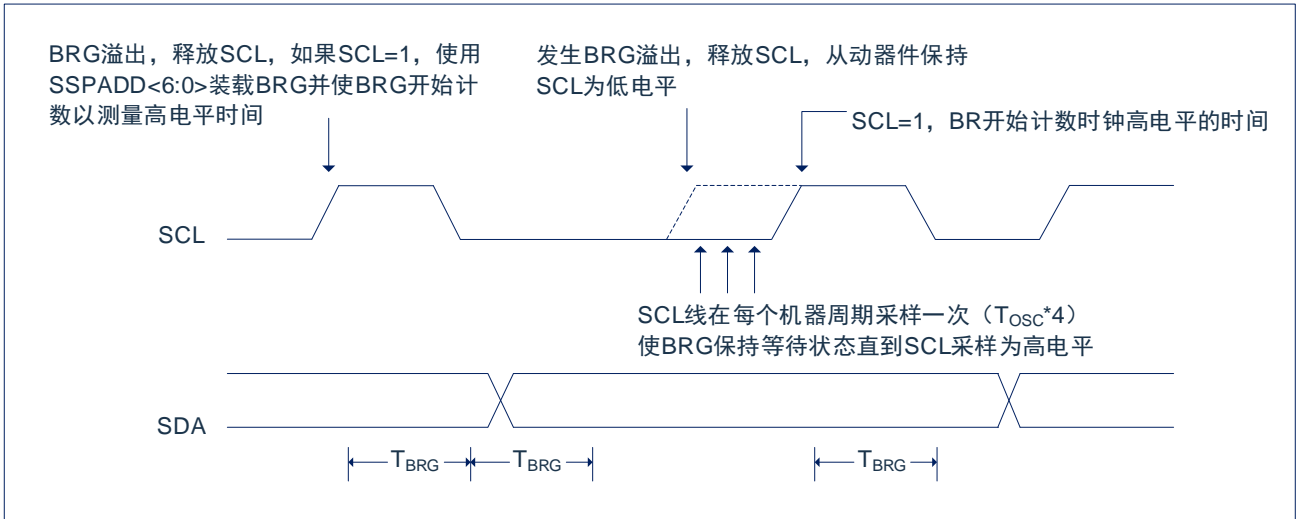 BRG溢出，释放SCL，如果SCL=1，使用
SSPADD<6:0>装载BRG并使BRG开始计
数以测量高电平时间
发生BRG溢出，释放SCL，从动器件保持
SCL为低电平
SCL=1，BR开始计数时钟高电平的时间
SCL
SCL线在每个机器周期采样一次（TOSC*4）
使BRG保持等待状态直到SCL采样为高电平
SDA
TBRG
TBRG
TBRG